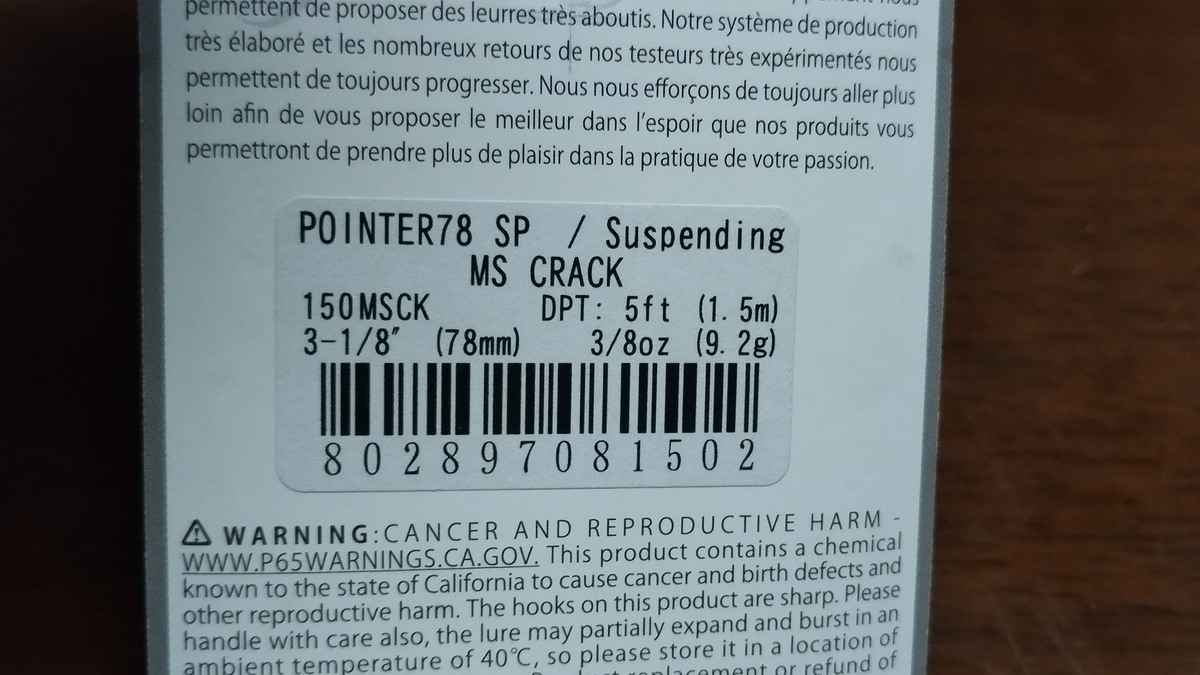 permettent de proposer des leurres très aboutis. Notre système de production
très élaboré et les nombreux retours de nos testeurs très expérimentés nous
permettent de toujours progresser. Nous nous efforçons de toujours aller plus
loin afin de vous proposer le meilleur dans l'espoir que nos produits vous
permettront de prendre plus de plaisir dans la pratique de votre passion.
POINTER78 SP / Suspending
MS CRACK
150MSCK DPT: 5ft (1.5m)
3-1/8" (78mm) 3/8oz (9.2g)
802897081502
⚠ WARNING:CANCER AND REPRODUCTIVE HARM -
WWW.P65WARNINGS.CA.GOV. This product contains a chemical
known to the state of California to cause cancer and birth defects and
other reproductive harm. The hooks on this product are sharp. Please
handle with care also, the lure may partially expand and burst in an
ambient temperature of 40℃, so please store it in a location of
replacement or refund of